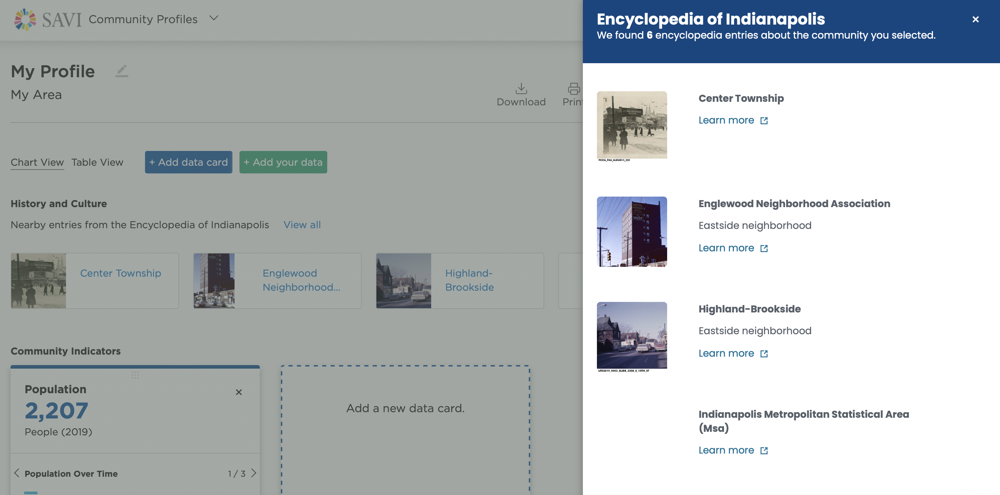 SAVI Community Profiles
My Profile
My Area
Download
Print
Chart View
Table View
+ Add data card
+ Add your data
History and Culture
Nearby entries from the Encyclopedia of Indianapolis
View all
Center Township
Englewood
Neighborhood...
Highland-
Brookside
Community Indicators
Population
2,207
People (2019)
Population Over Time
1 / 3
Add a new data card.
Encyclopedia of Indianapolis
We found 6 encyclopedia entries about the community you selected.
P0236_PAA_ALBUM15_33C
Center Township
Learn more
HOTEL
waiv
Englewood Neighborhood Association
Eastside neighborhood
Learn more
LFD2019_0003_SLIDE_3308_E_10TH_ST
Highland-Brookside
Eastside neighborhood
Learn more
Indianapolis Metropolitan Statistical Area
(Msa)
Learn more